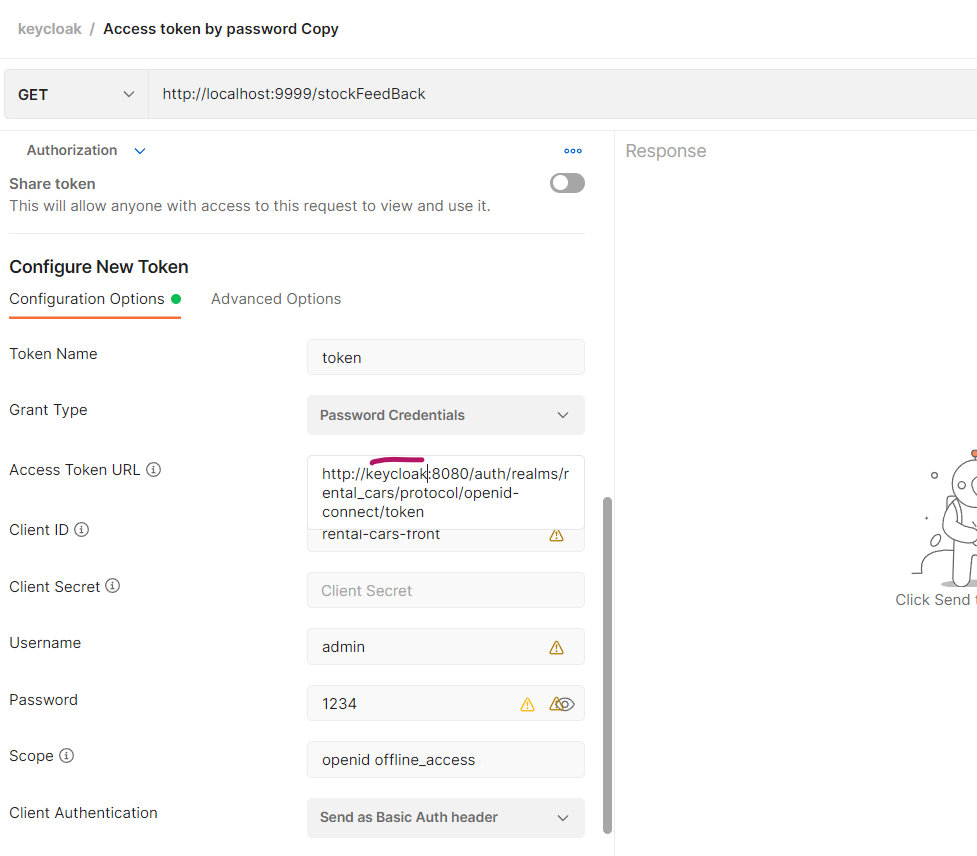 keycloak / Access token by password Copy
GET http://localhost:9999/stockFeedBack
Authorization
Response
Share token
This will allow anyone with access to this request to view and use it.
Configure New Token
Configuration Options Advanced Options
Token Name token
Grant Type Password Credentials
Access Token URL http://keycloak:8080/auth/realms/r
ental_cars/protocol/openid-
connect/token
Client ID rental-cars-front
Client Secret Client Secret
Click Send
Username admin
Password 1234
Scope openid offline_access
Client Authentication Send as Basic Auth header